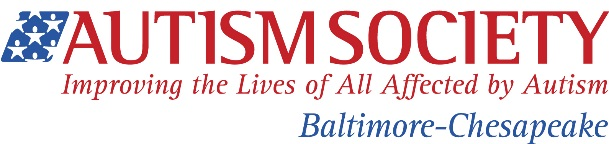 AUTISM SOCIETY
Improving the Lives of All Affected by Autism
Baltimore-Chesapeake